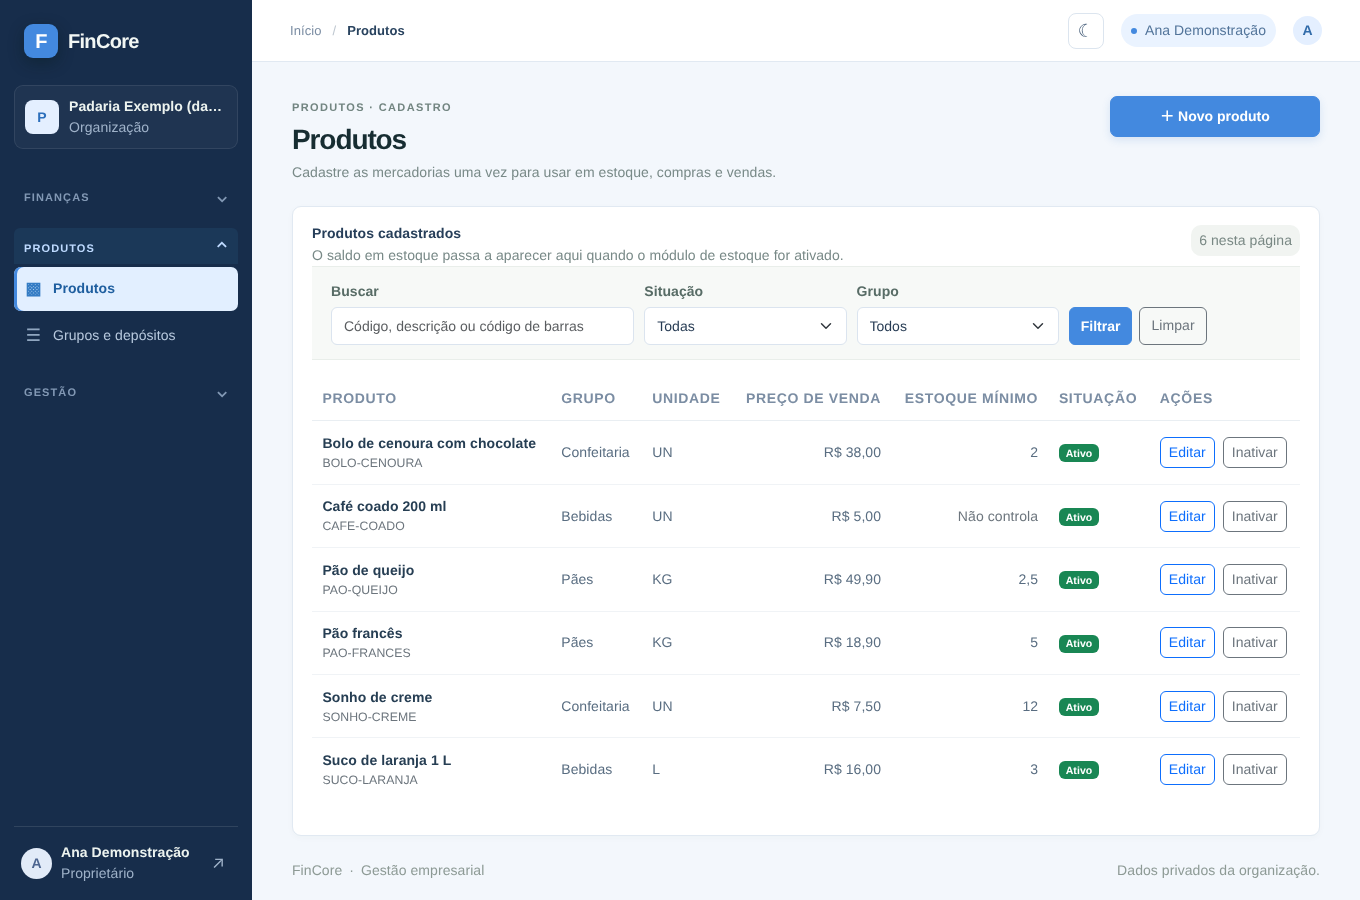 F FinCore
P Padaria Exemplo (da...
Organização
FINANÇAS
PRODUTOS
Produtos
Grupos e depósitos
GESTÃO
A Ana Demonstração
Proprietário
Início / Produtos
Ana Demonstração A
PRODUTOS · CADASTRO
Produtos
Cadastre as mercadorias uma vez para usar em estoque, compras e vendas.
+ Novo produto
Produtos cadastrados
O saldo em estoque passa a aparecer aqui quando o módulo de estoque for ativado.
6 nesta página
Buscar Situação Grupo
Código, descrição ou código de barras Todas Todos Filtrar Limpar
PRODUTO GRUPO UNIDADE PREÇO DE VENDA ESTOQUE MÍNIMO SITUAÇÃO AÇÕES
Bolo de cenoura com chocolate
BOLO-CENOURA
Confeitaria UN R$ 38,00 2 Ativo Editar Inativar
Café coado 200 ml
CAFE-COADO
Bebidas UN R$ 5,00 Não controla Ativo Editar Inativar
Pão de queijo
PAO-QUEIJO
Pães KG R$ 49,90 2,5 Ativo Editar Inativar
Pão francês
PAO-FRANCES
Pães KG R$ 18,90 5 Ativo Editar Inativar
Sonho de creme
SONHO-CREME
Confeitaria UN R$ 7,50 12 Ativo Editar Inativar
Suco de laranja 1 L
SUCO-LARANJA
Bebidas L R$ 16,00 3 Ativo Editar Inativar
FinCore · Gestão empresarial
Dados privados da organização.